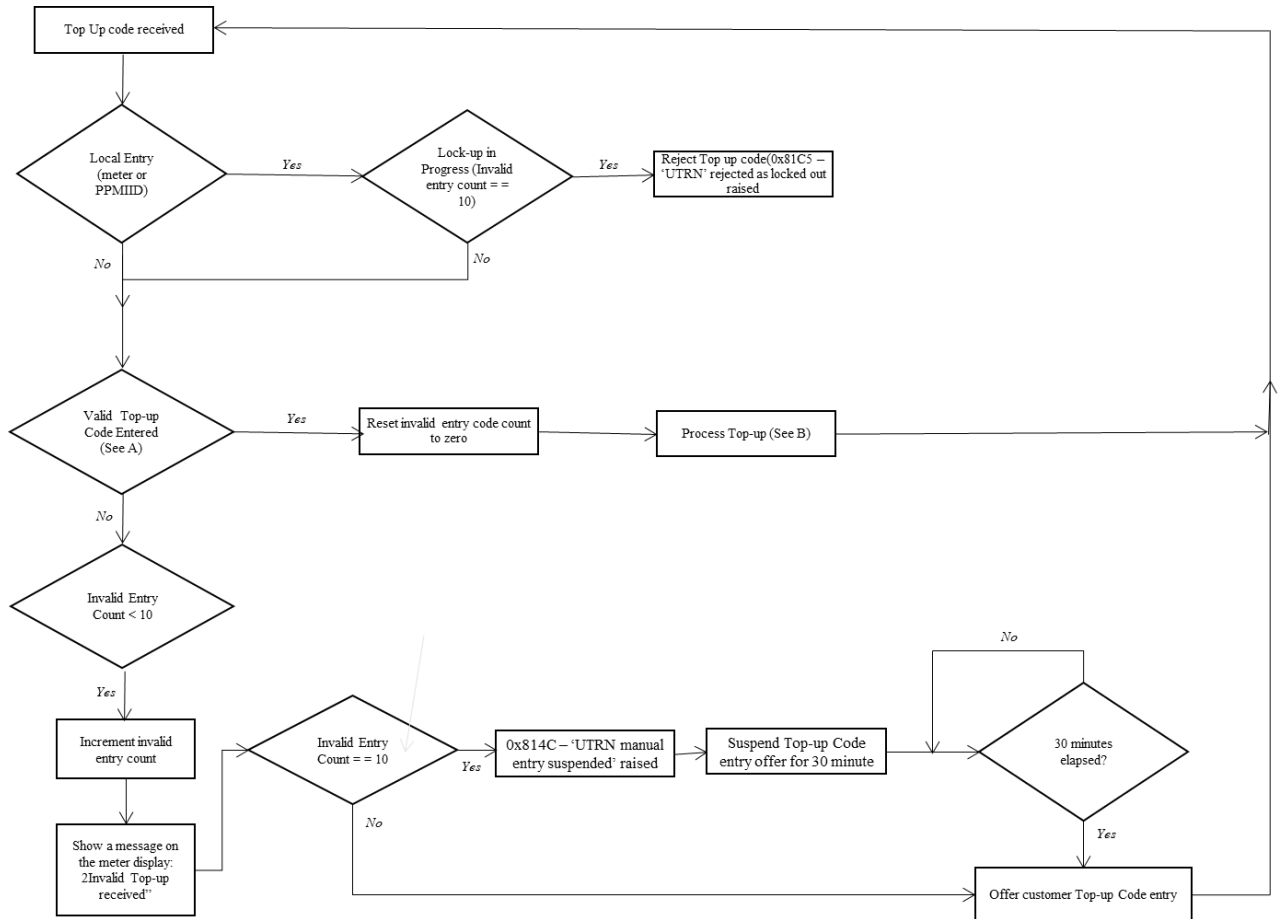 Top Up code received
Local Entry
(meter or
PPMIID)
Yes
Lock-up in
Progress (Invalid
entry count = =
10)
Yes
Reject Top up code(0x81C5 –
‘UTRN’ rejected as locked out
raised
No
No
Valid Top-up
Code Entered
(See A)
Yes
Reset invalid entry code count
to zero
Process Top-up (See B)
No
Invalid Entry
Count < 10
Yes
Increment invalid
entry count
Show a message on
the meter display:
2Invalid Top-up
received”
Invalid Entry
Count = = 10
Yes
No
0x814C – ‘UTRN manual
entry suspended’ raised
Suspend Top-up Code
entry offer for 30 minute
No
30 minutes
elapsed?
Yes
Offer customer Top-up Code entry